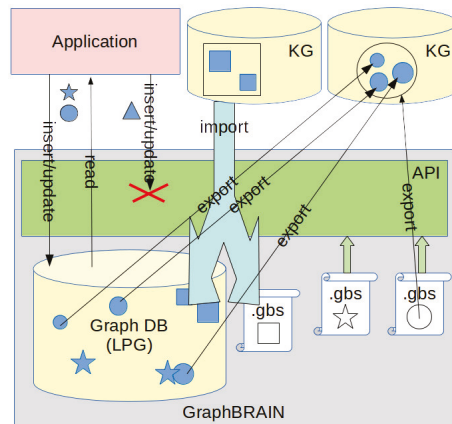 Application
KG
KG
insert/update
read
insert/update
import
API
export
export
export
export
Graph DB
(LPG)
.gbs
.gbs
.gbs
GraphBRAIN